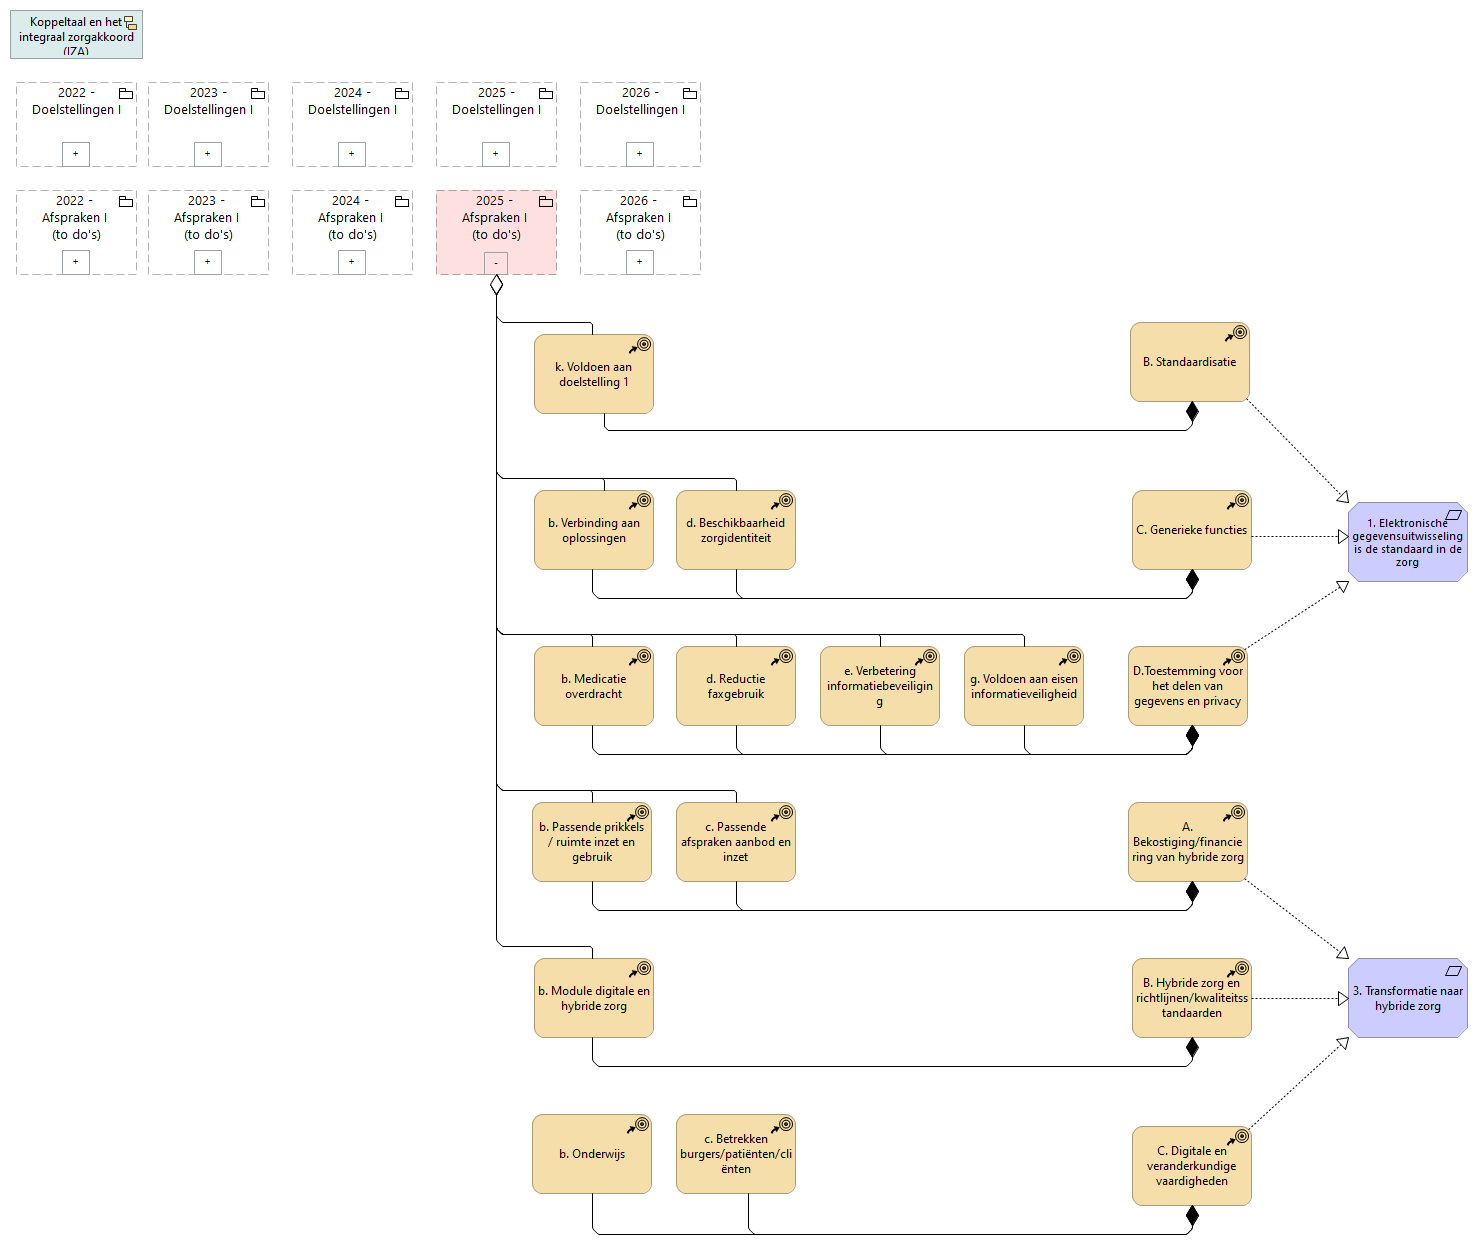 Koppeltaal en het
integraal zorgakkoord
(IZA)
2022 -
Doelstellingen I
+
2023 -
Doelstellingen I
+
2024 -
Doelstellingen I
+
2025 -
Doelstellingen I
+
2026 -
Doelstellingen I
+
2022 -
Afspraken I
(to do's)
+
2023 -
Afspraken I
(to do's)
+
2024 -
Afspraken I
(to do's)
+
2025 -
Afspraken I
(to do's)
-
2026 -
Afspraken I
(to do's)
+
k. Voldoen aan
doelstelling 1
B. Standaardisatie
b. Verbinding aan
oplossingen
d. Beschikbaarheid
zorgidentiteit
C. Generieke functies
1. Elektronische
gegevensuitwisseling
is de standaard in de
zorg
b. Medicatie
overdracht
d. Reductie
faxgebruik
e. Verbetering
informatiebeveiligin
g
g. Voldoen aan eisen
informatieveiligheid
D.Toestemming voor
het delen van
gegevens en privacy
b. Passende prikkels
/ ruimte inzet en
gebruik
c. Passende
afspraken aanbod en
inzet
A.
Bekostiging/financie
ring van hybride zorg
b. Module digitale en
hybride zorg
B. Hybride zorg en
richtlijnen/kwaliteitss
tandaarden
3. Transformatie naar
hybride zorg
b. Onderwijs
c. Betrekken
burgers/patiënten/cli
ënten
C. Digitale en
veranderkundige
vaardigheden